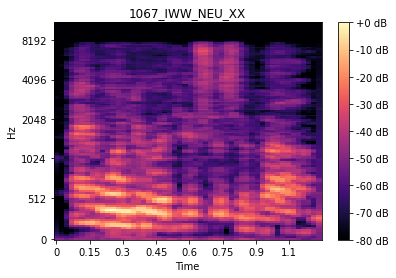 1067_IWW_NEU_XX
8192
4096
2048
1024
512
0
Hz
0 0.15 0.3 0.45 0.6 0.75 0.9 1.1
Time
+0 dB
-10 dB
-20 dB
-30 dB
-40 dB
-50 dB
-60 dB
-70 dB
-80 dB